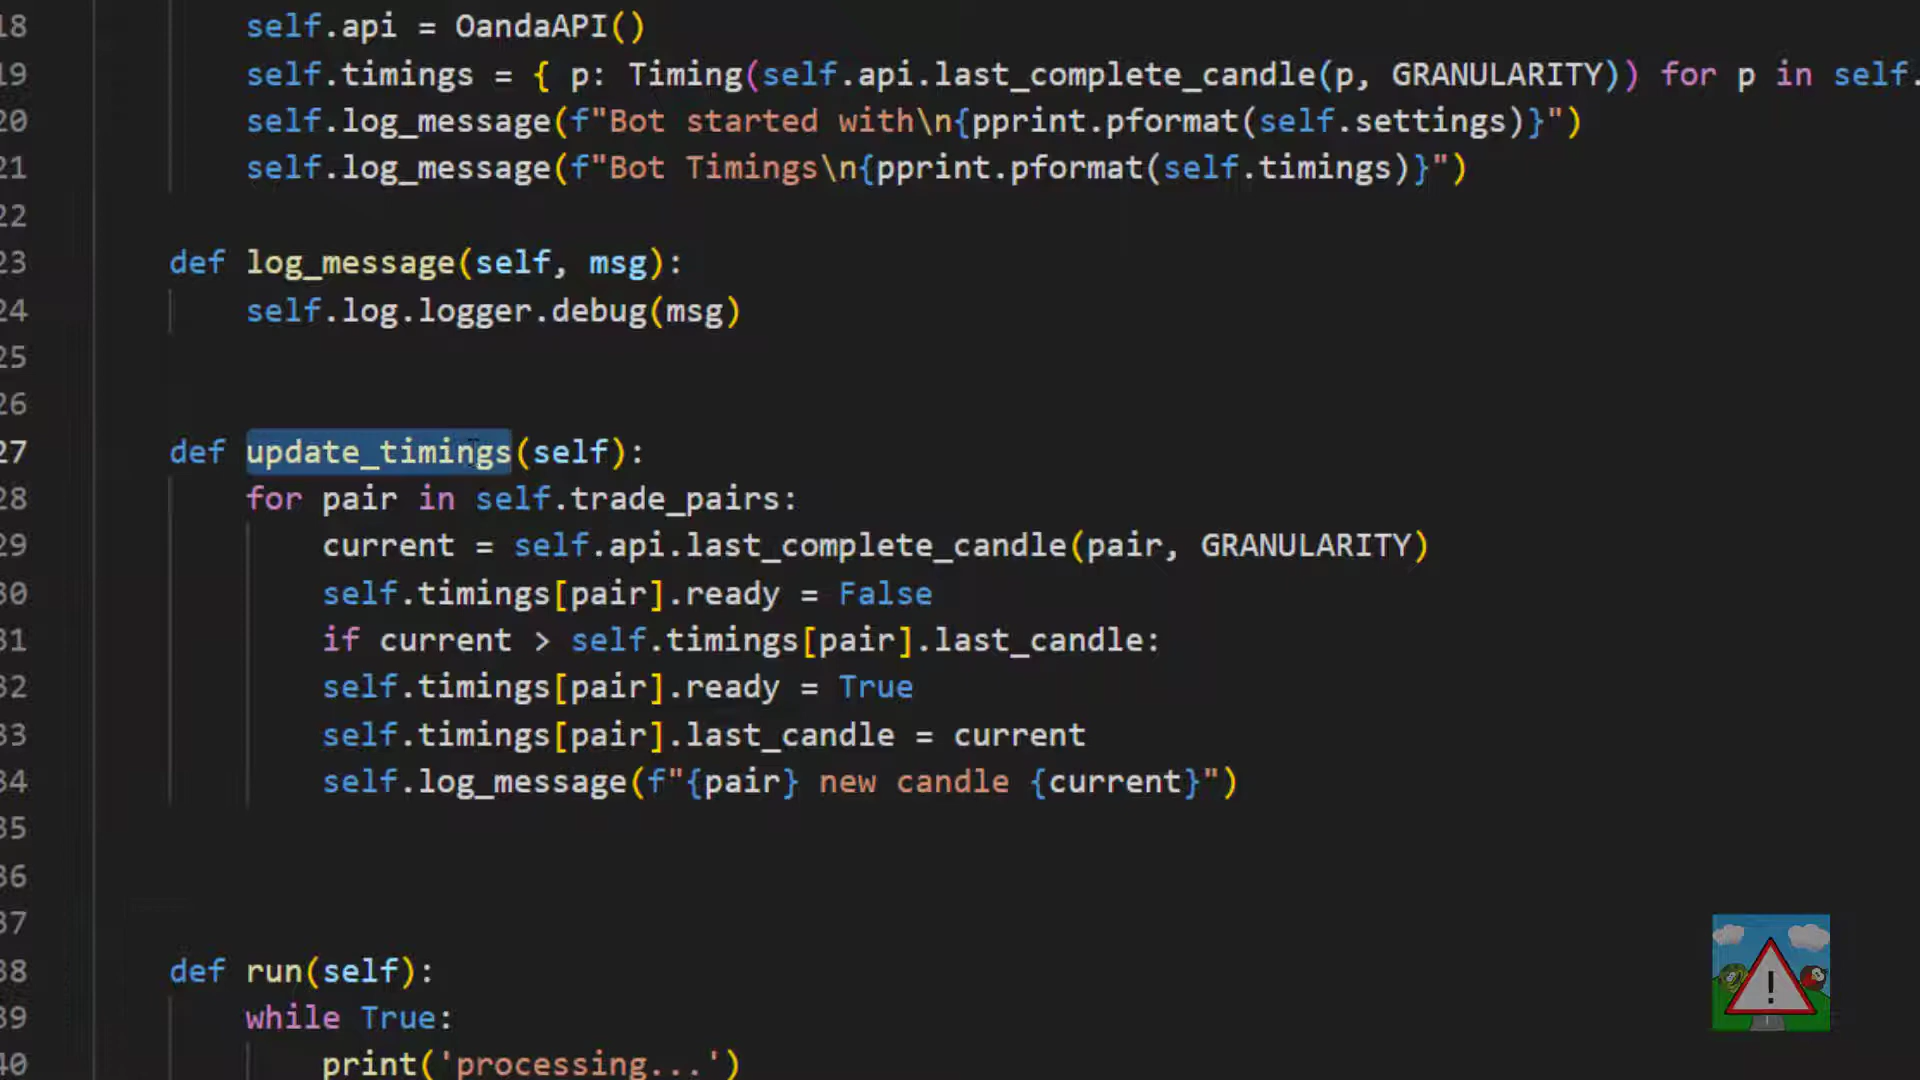 18 self.api = OandaAPI()
19 self.timings = { p: Timing(self.api.last_complete_candle(p, GRANULARITY)) for p in self.
20 self.log_message(f"Bot started with\n{pprint.pformat(self.settings)}")
21 self.log_message(f"Bot Timings\n{pprint.pformat(self.timings)}")
22
23 def log_message(self, msg):
24 self.log.logger.debug(msg)
25
26
27 def update_timings(self):
28 for pair in self.trade_pairs:
29 current = self.api.last_complete_candle(pair, GRANULARITY)
30 self.timings[pair].ready = False
31 if current > self.timings[pair].last_candle:
32 self.timings[pair].ready = True
33 self.timings[pair].last_candle = current
34 self.log_message(f"{pair} new candle {current}")
35
36
37
38 def run(self):
39 while True:
40 print('processing...')
!